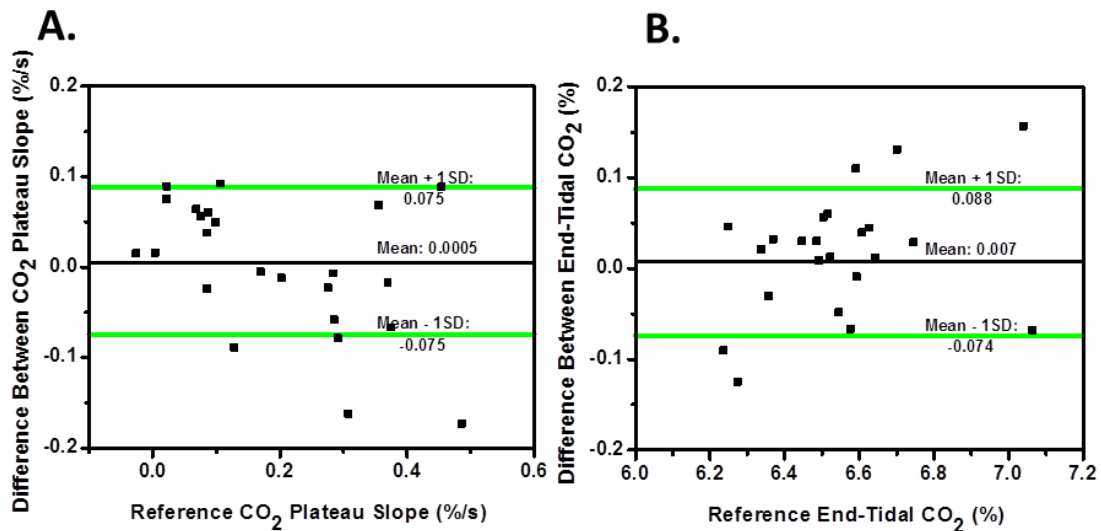 A.
Difference Between CO2 Plateau Slope (%/s)
0.2
0.1
0.0
-0.1
-0.2
Mean + 1SD:
0.075
Mean: 0.0005
Mean - 1SD:
-0.075
0.0 0.2 0.4 0.6
Reference CO2 Plateau Slope (%/s)
B.
Difference Between End-Tidal CO2 (%)
0.2
0.1
0.0
-0.1
-0.2
Mean + 1SD:
0.088
Mean: 0.007
Mean - 1SD:
-0.074
6.0 6.2 6.4 6.6 6.8 7.0 7.2
Reference End-Tidal CO2 (%)